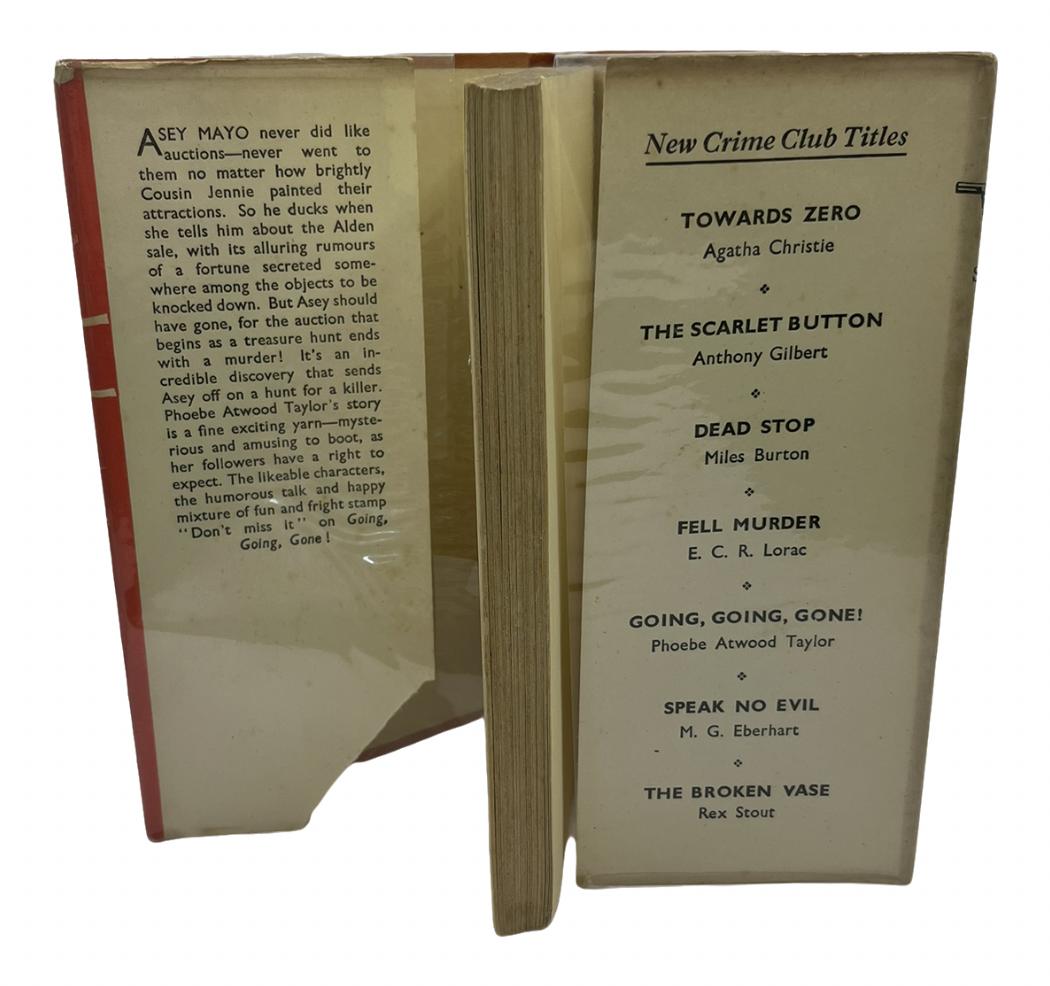 ASEY MAYO never did like
auctions—never went to
them no matter how brightly
Cousin Jennie painted their
attractions. So he ducks when
she tells him about the Alden
sale, with its alluring rumours
of a fortune secreted some-
where among the objects to be
knocked down. But Asey should
have gone, for the auction that
begins as a treasure hunt ends
with a murder! It's an in-
credible discovery that sends
Asey off on a hunt for a killer.
Phoebe Atwood Taylor's story
is a fine exciting yarn—myste-
rious and amusing to boot, as
her followers have a right to
expect. The likeable characters,
the humorous talk and happy
mixture of fun and fright stamp
"Don't miss it" on Going,
Going, Gone!
New Crime Club Titles
TOWARDS ZERO
Agatha Christie
THE SCARLET BUTTON
Anthony Gilbert
DEAD STOP
Miles Burton
FELL MURDER
E. C. R. Lorac
GOING, GOING, GONE!
Phoebe Atwood Taylor
SPEAK NO EVIL
M. G. Eberhart
THE BROKEN VASE
Rex Stout